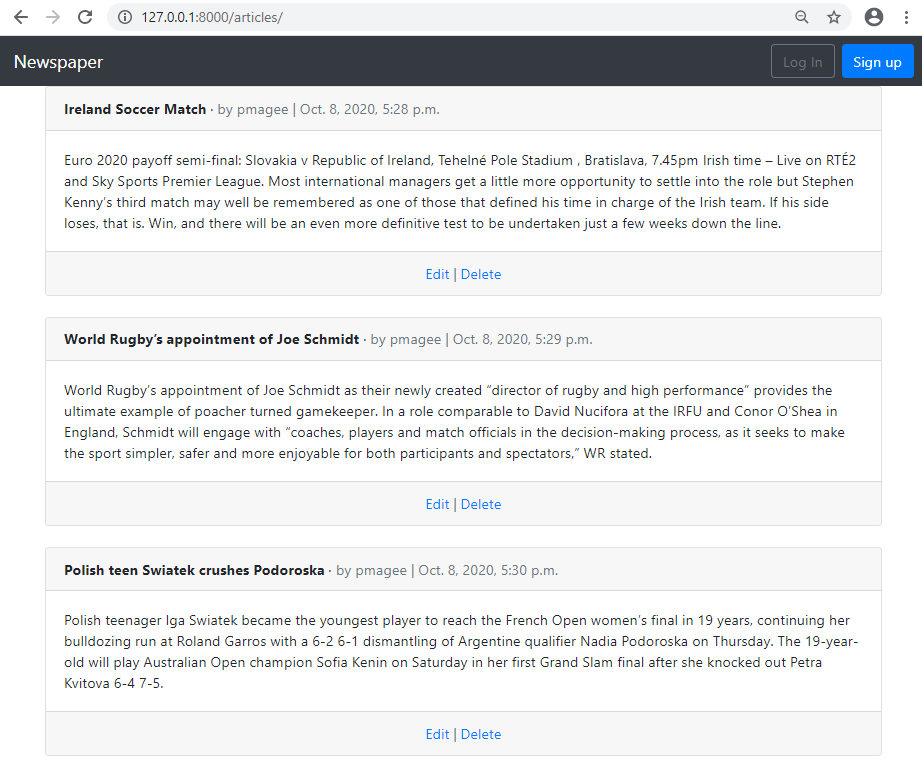 127.0.0.1:8000/articles/
Newspaper Log In Sign up
Ireland Soccer Match · by pmagee | Oct. 8, 2020, 5:28 p.m.
Euro 2020 payoff semi-final: Slovakia v Republic of Ireland, Tehelné Pole Stadium , Bratislava, 7.45pm Irish time – Live on RTÉ2
and Sky Sports Premier League. Most international managers get a little more opportunity to settle into the role but Stephen
Kenny’s third match may well be remembered as one of those that defined his time in charge of the Irish team. If his side
loses, that is. Win, and there will be an even more definitive test to be undertaken just a few weeks down the line.
Edit | Delete
World Rugby’s appointment of Joe Schmidt · by pmagee | Oct. 8, 2020, 5:29 p.m.
World Rugby’s appointment of Joe Schmidt as their newly created “director of rugby and high performance” provides the
ultimate example of poacher turned gamekeeper. In a role comparable to David Nucifora at the IRFU and Conor O’Shea in
England, Schmidt will engage with “coaches, players and match officials in the decision-making process, as it seeks to make
the sport simpler, safer and more enjoyable for both participants and spectators,” WR stated.
Edit | Delete
Polish teen Swiatek crushes Podoroska · by pmagee | Oct. 8, 2020, 5:30 p.m.
Polish teenager Iga Swiatek became the youngest player to reach the French Open women’s final in 19 years, continuing her
bulldozing run at Roland Garros with a 6-2 6-1 dismantling of Argentine qualifier Nadia Podoroska on Thursday. The 19-year-
old will play Australian Open champion Sofia Kenin on Saturday in her first Grand Slam final after she knocked out Petra
Kvitova 6-4 7-5.
Edit | Delete